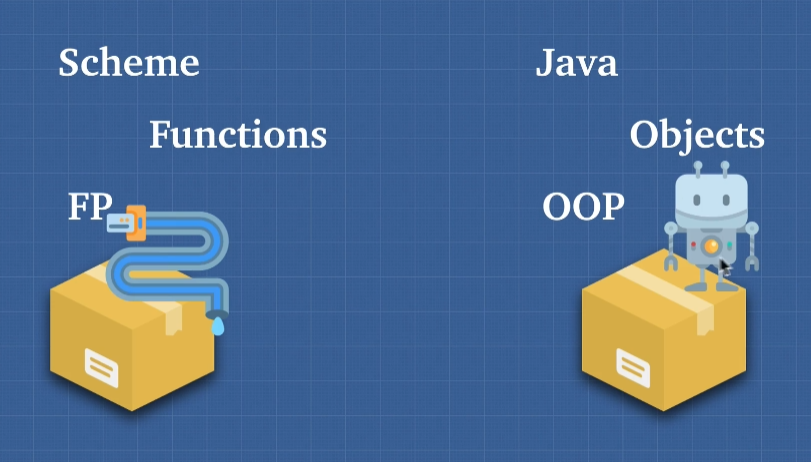 Scheme
Functions
FP
Java
Objects
OOP